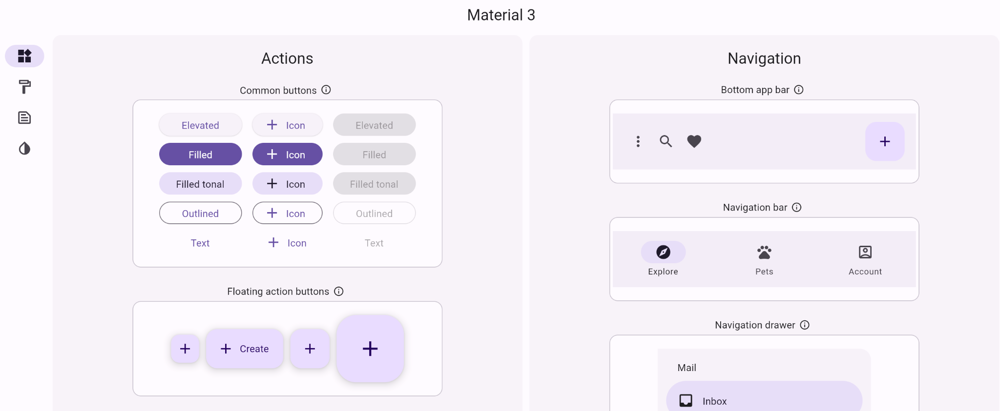 Material 3
Actions
Common buttons
Elevated
Icon
Elevated
Filled
Icon
Filled
Filled tonal
Icon
Filled tonal
Outlined
Icon
Outlined
Text
Icon
Text
Floating action buttons
Create
Navigation
Bottom app bar
Navigation bar
Explore
Pets
Account
Navigation drawer
Mail
Inbox